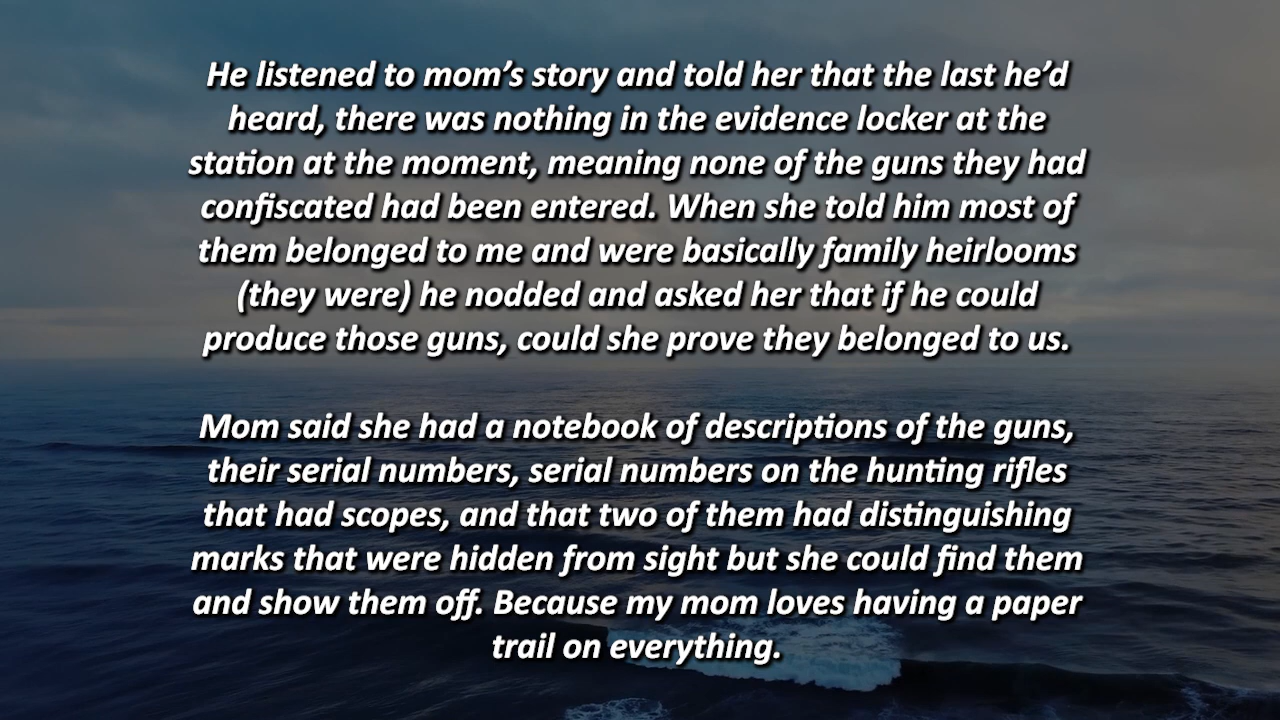 He listened to mom’s story and told her that the last he’d
heard, there was nothing in the evidence locker at the
station at the moment, meaning none of the guns they had
confiscated had been entered. When she told him most of
them belonged to me and were basically family heirlooms
(they were) he nodded and asked her that if he could
produce those guns, could she prove they belonged to us.
Mom said she had a notebook of descriptions of the guns,
their serial numbers, serial numbers on the hunting rifles
that had scopes, and that two of them had distinguishing
marks that were hidden from sight but she could find them
and show them off. Because my mom loves having a paper
trail on everything.